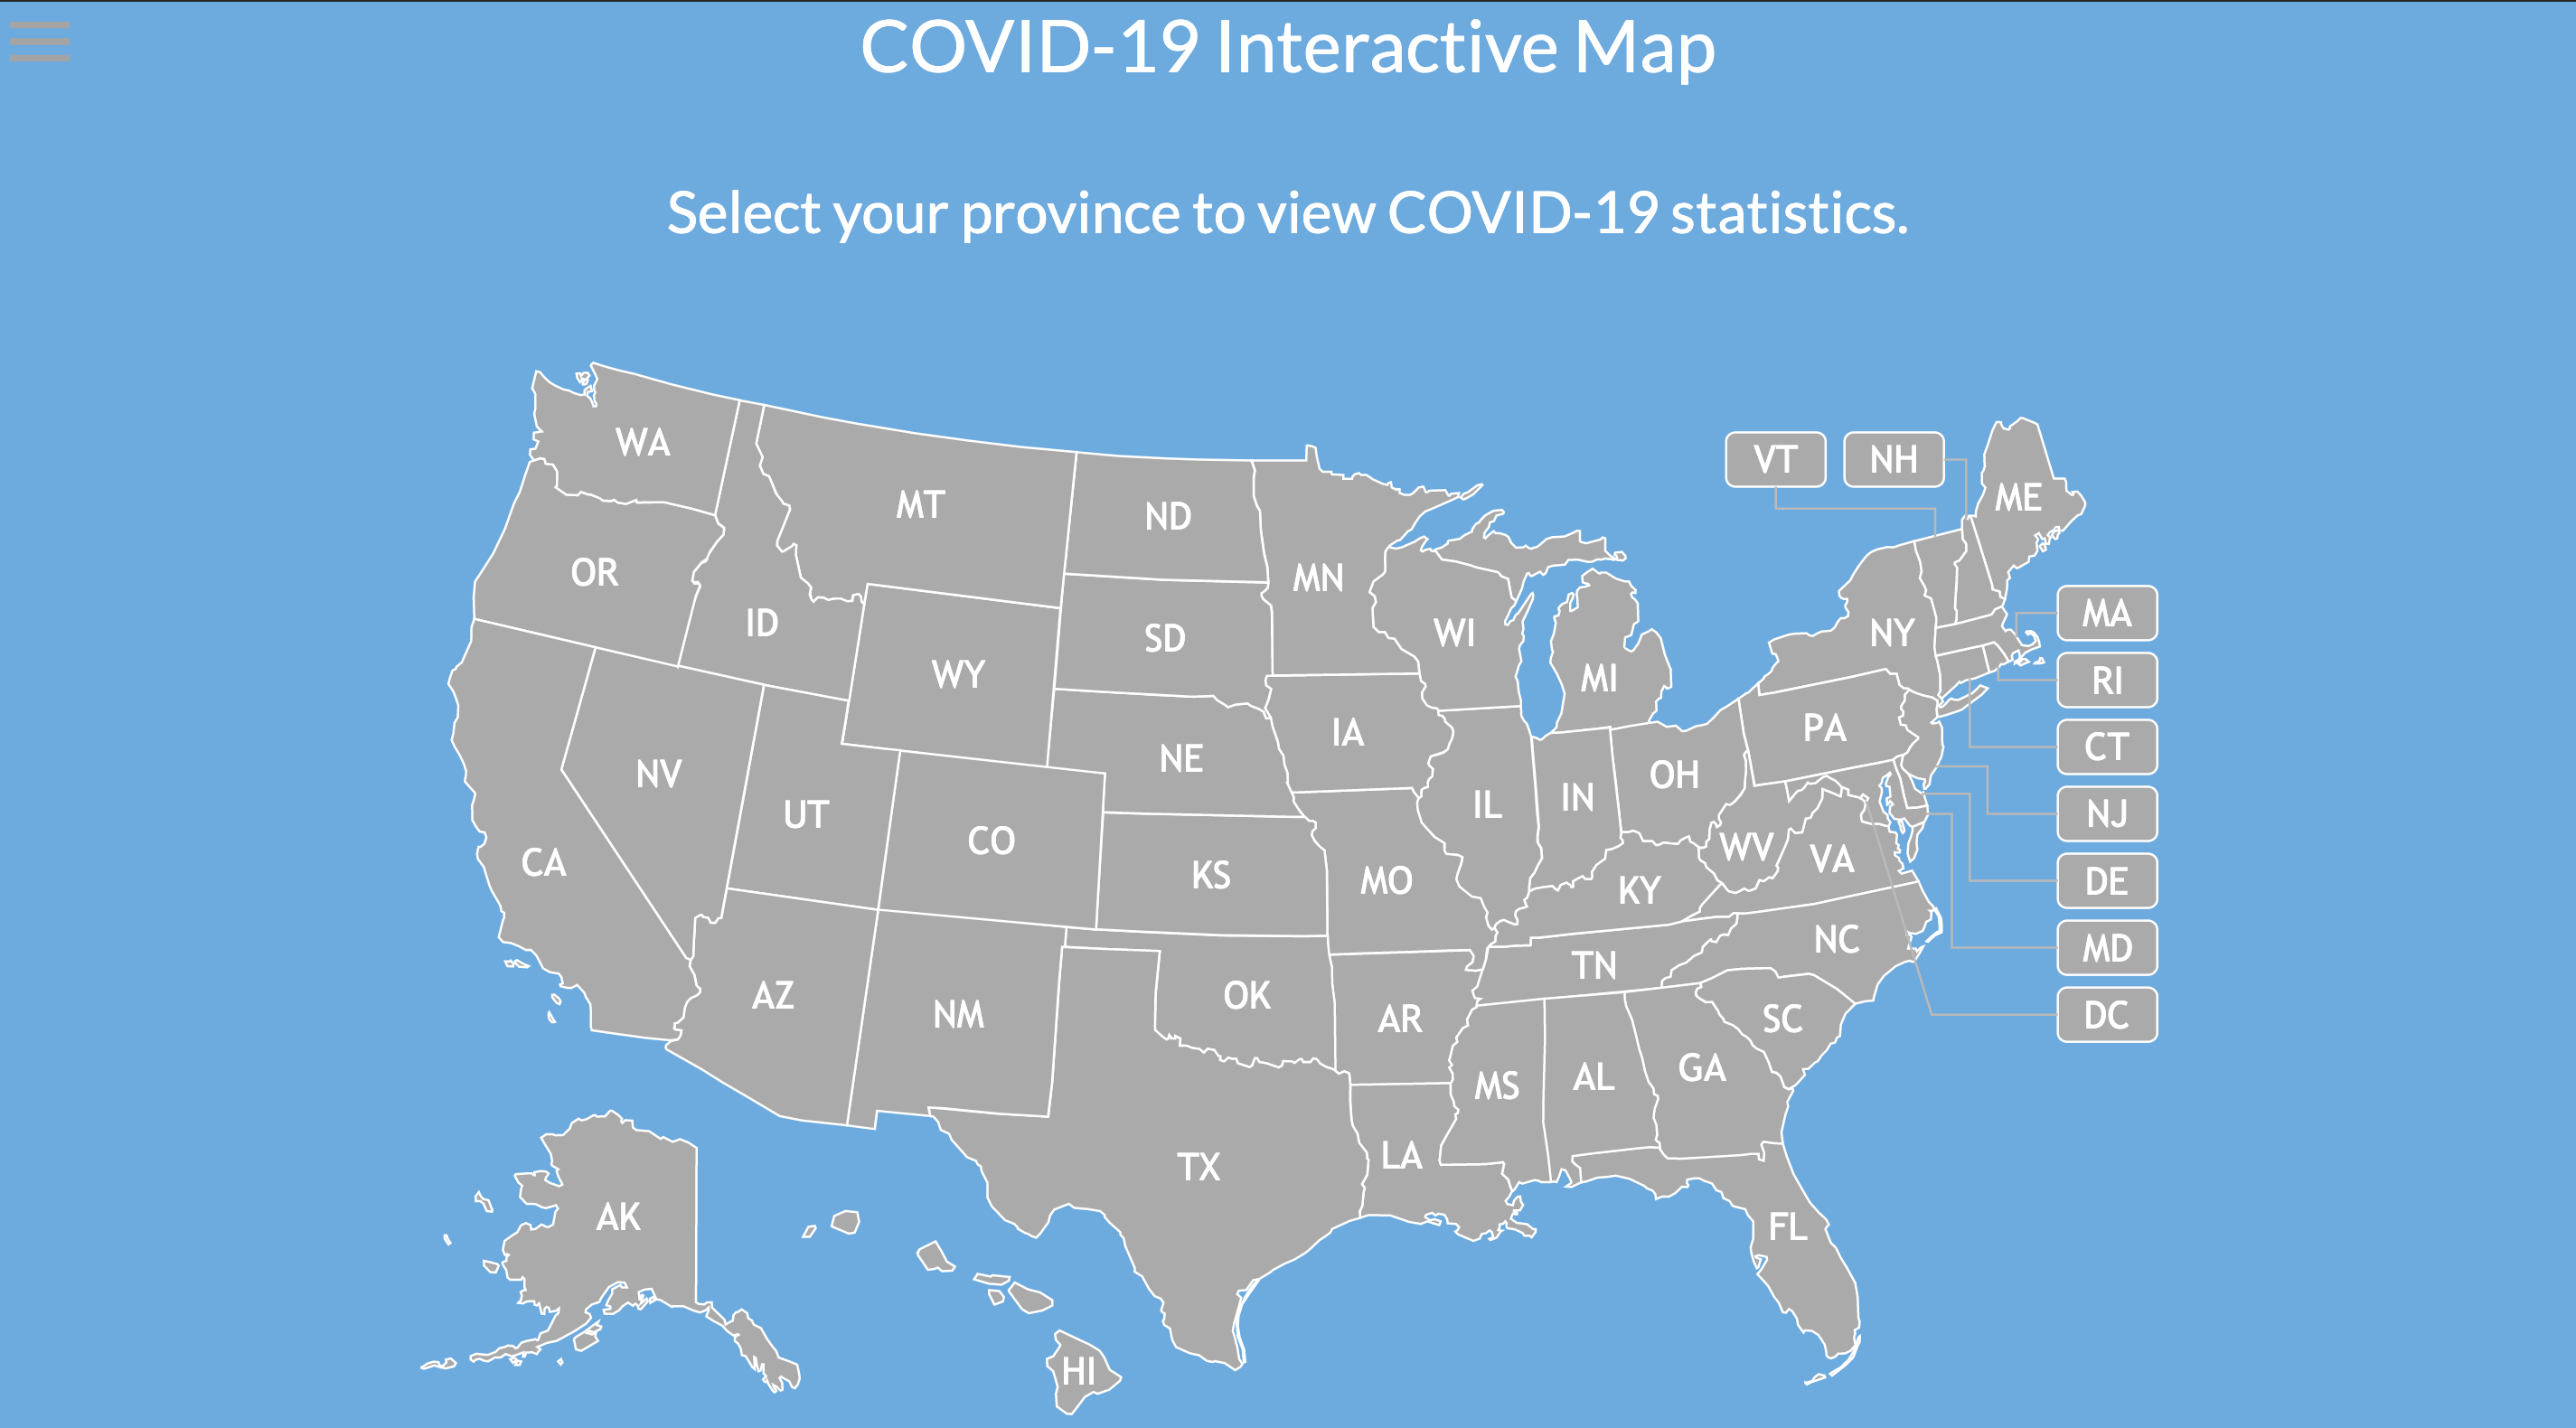 COVID-19 Interactive Map
Select your province to view COVID-19 statistics.
WA
VT
NH
ME
MT
ND
OR
MN
MA
ID
WI
NY
SD
WY
MI
RI
PA
IA
CT
NE
NV
OH
IN
UT
IL
NJ
CO
WV
VA
CA
KS
MO
DE
KY
NC
MD
TN
AZ
OK
NM
AR
SC
DC
GA
AL
MS
LA
TX
AK
FL
HI